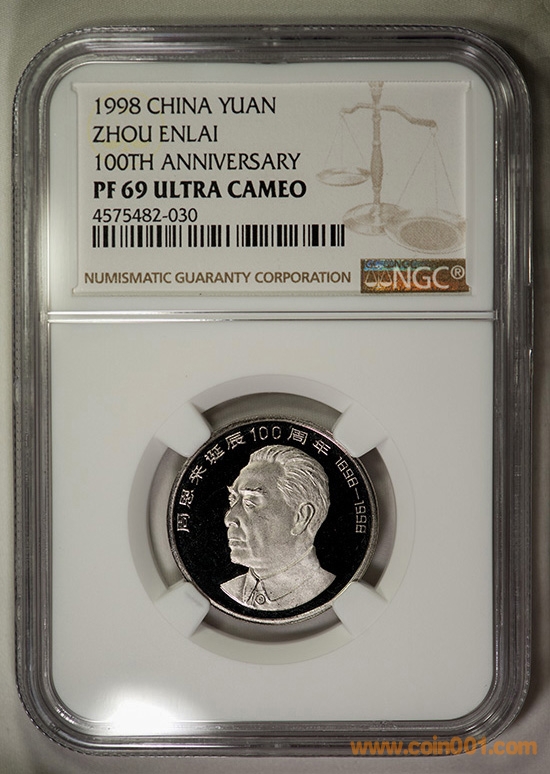 1998 CHINA YUAN
ZHOU ENLAI
100TH ANNIVERSARY
PF 69 ULTRA CAMEO
4575482-030
NUMISMATIC GUARANTY CORPORATION
NGC®
周恩来诞辰100周年 1898-1998
www.coin001.com